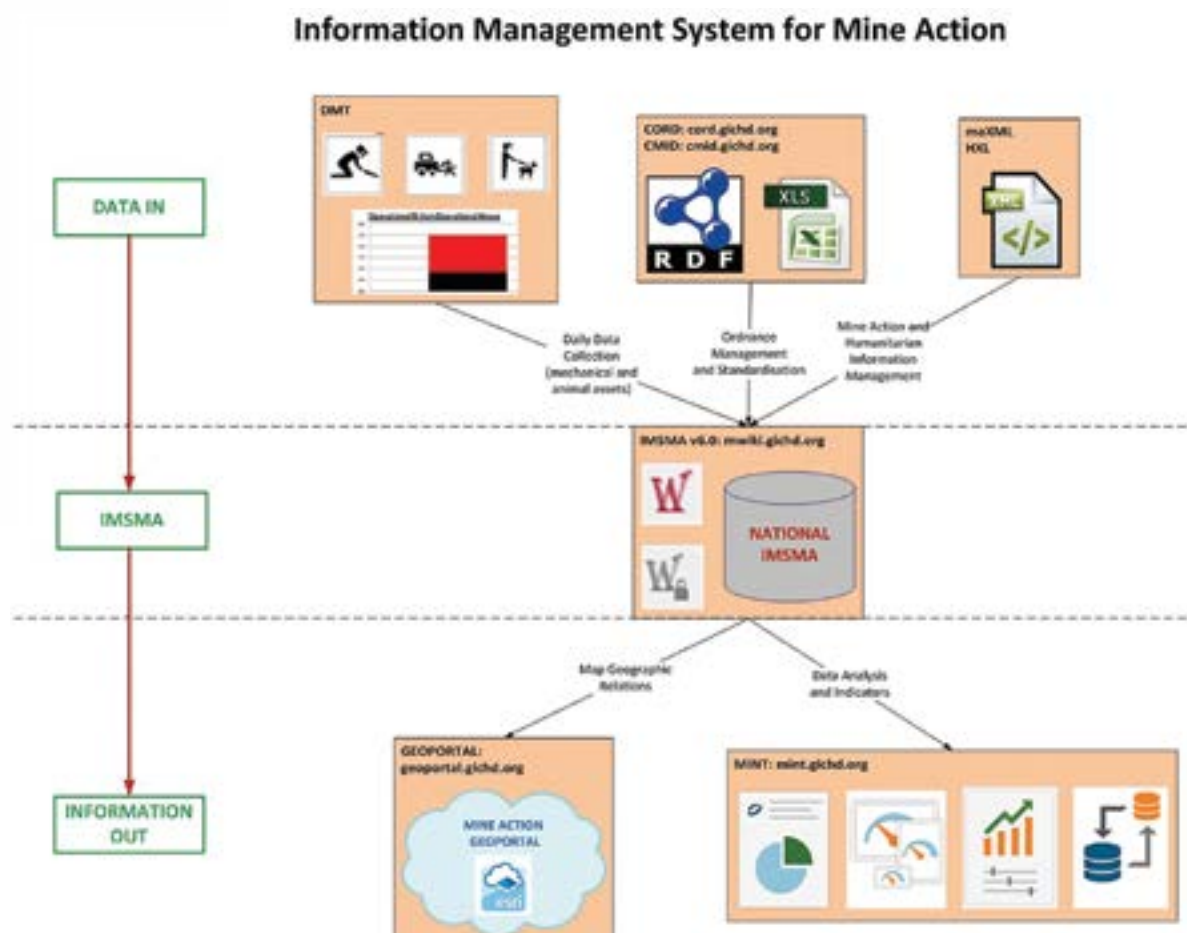 Information Management System for Mine Action
DATA IN
IMSMA
INFORMATION
OUT
DMT
CORD: cord.gichd.org
CMID: cmid.gichd.org
RDF
XLS
maXML
HXL
XML
</>
Daily Data
Collection
(mechanical and
animal assets)
Ordnance
Management
and Standardisation
Mine Action and
Humanitarian
Information
Management
IMSMA v6.0: mwiki.gichd.org
W
W
NATIONAL
IMSMA
Map Geographic
Relations
Data Analysis
and Indicators
GEOPORTAL:
geoportal.gichd.org
MINE ACTION
GEOPORTAL
esri
MINT: mint.gichd.org